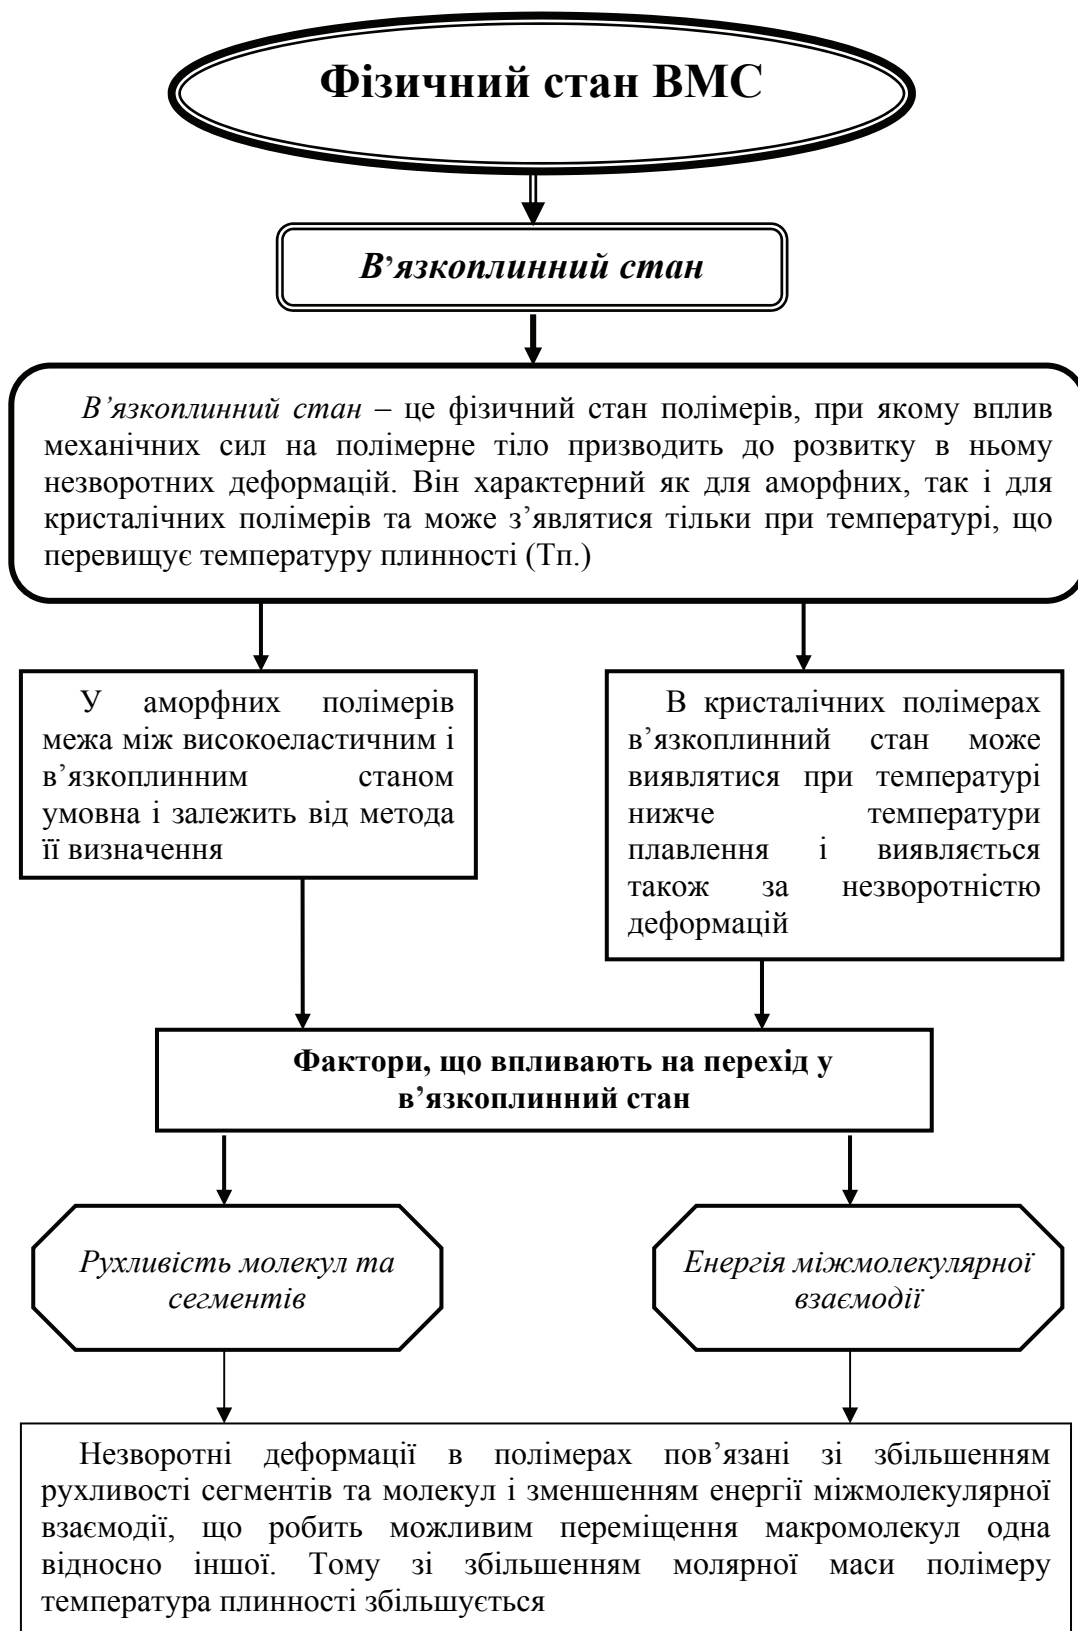 Фізичний стан ВМС
В’язкоплинний стан
В’язкоплинний стан – це фізичний стан полімерів, при якому вплив
механічних сил на полімерне тіло призводить до розвитку в ньому
незворотних деформацій. Він характерний як для аморфних, так і для
кристалічних полімерів та може з’являтися тільки при температурі, що
перевищує температуру плинності (Тп.)
У аморфних полімерів
межа між високоеластичним і
в’язкоплинним станом
умовна і залежить від метода
її визначення
В кристалічних полімерах
в’язкоплинний стан може
виявлятися при температурі
нижче температури
плавлення і виявляється
також за незворотністю
деформацій
Фактори, що впливають на перехід у
в’язкоплинний стан
Рухливість молекул та
сегментів
Енергія міжмолекулярної
взаємодії
Незворотні деформації в полімерах пов’язані зі збільшенням
рухливості сегментів та молекул і зменшенням енергії міжмолекулярної
взаємодії, що робить можливим переміщення макромолекул одна
відносно іншої. Тому зі збільшенням молярної маси полімеру
температура плинності збільшується